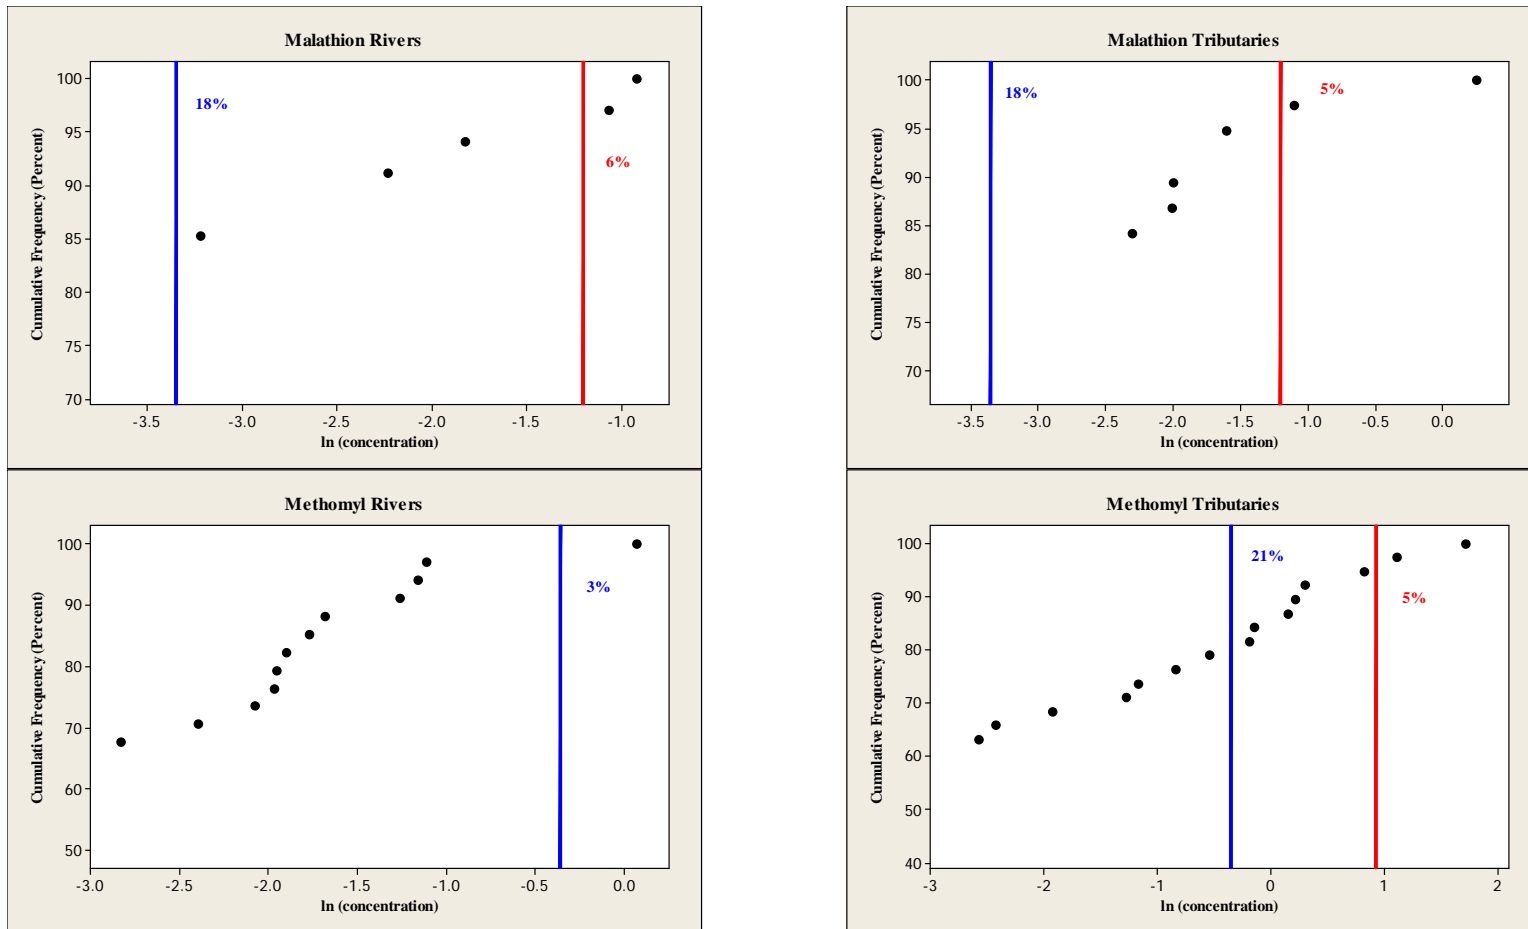 Malathion Rivers
100
95
90
85
80
75
70
18%
6%
-3.5 -3.0 -2.5 -2.0 -1.5 -1.0
ln (concentration)
Cumulative Frequency (Percent)
Malathion Tributaries
100
95
90
85
80
75
70
18%
5%
-3.5 -3.0 -2.5 -2.0 -1.5 -1.0 -0.5 0.0
ln (concentration)
Cumulative Frequency (Percent)
Methomyl Rivers
100
90
80
70
60
50
3%
-3.0 -2.5 -2.0 -1.5 -1.0 -0.5 0.0
ln (concentration)
Cumulative Frequency (Percent)
Methomyl Tributaries
100
90
80
70
60
50
40
21%
5%
-3 -2 -1 0 1 2
ln (concentration)
Cumulative Frequency (Percent)